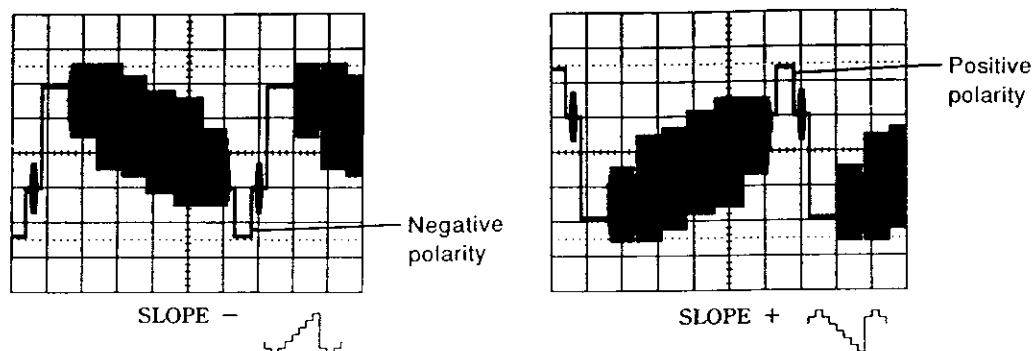 Negative
polarity
SLOPE −
Positive
polarity
SLOPE +